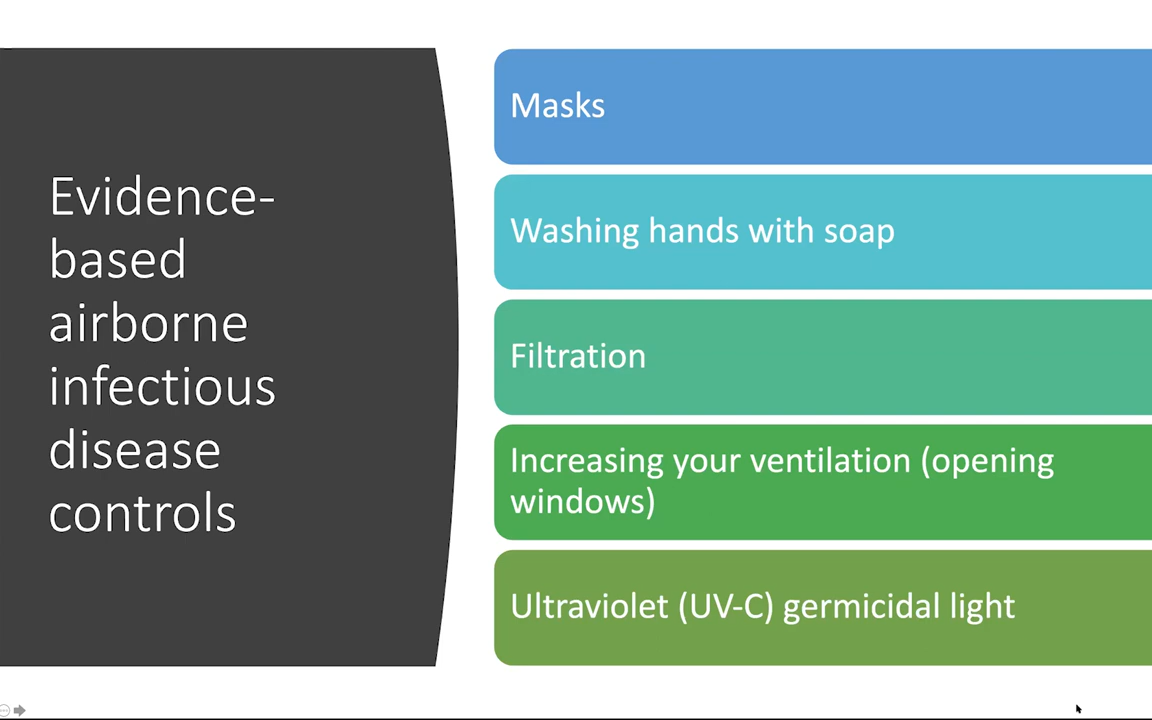 Evidence-
based
airborne
infectious
disease
controls
Masks
Washing hands with soap
Filtration
Increasing your ventilation (opening
windows)
Ultraviolet (UV-C) germicidal light